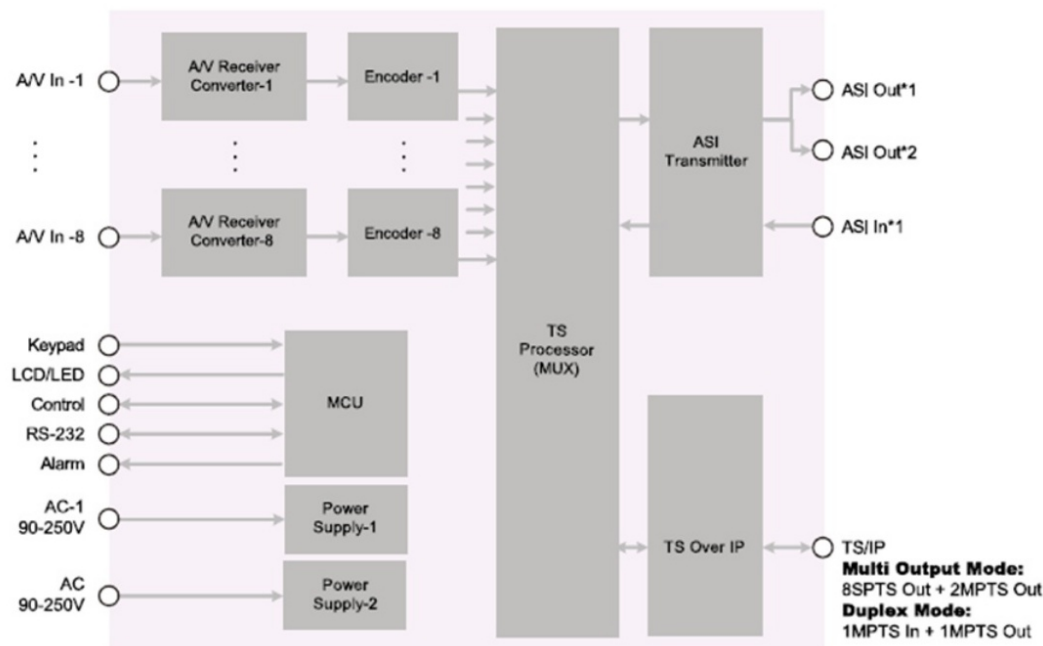 A/V In -1
A/V Receiver
Converter-1
Encoder -1
A/V In -8
A/V Receiver
Converter-8
Encoder -8
TS
Processor
(MUX)
ASI
Transmitter
ASI Out*1
ASI Out*2
ASI In*1
Keypad
LCD/LED
Control
RS-232
Alarm
MCU
AC-1
90-250V
Power
Supply-1
AC
90-250V
Power
Supply-2
TS Over IP
TS/IP
Multi Output Mode:
8SPTS Out + 2MPTS Out
Duplex Mode:
1MPTS In + 1MPTS Out